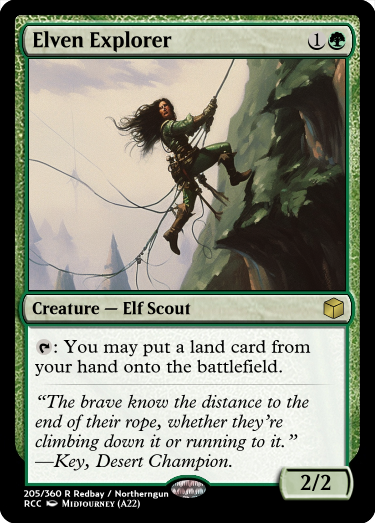 Elven Explorer 1
Creature — Elf Scout
: You may put a land card from
your hand onto the battlefield.
“The brave know the distance to the
end of their rope, whether they’re
climbing down it or running to it.”
—Key, Desert Champion.
2/2
205/360 R Redbay / Northerngun
RCC Midjourney (A22)